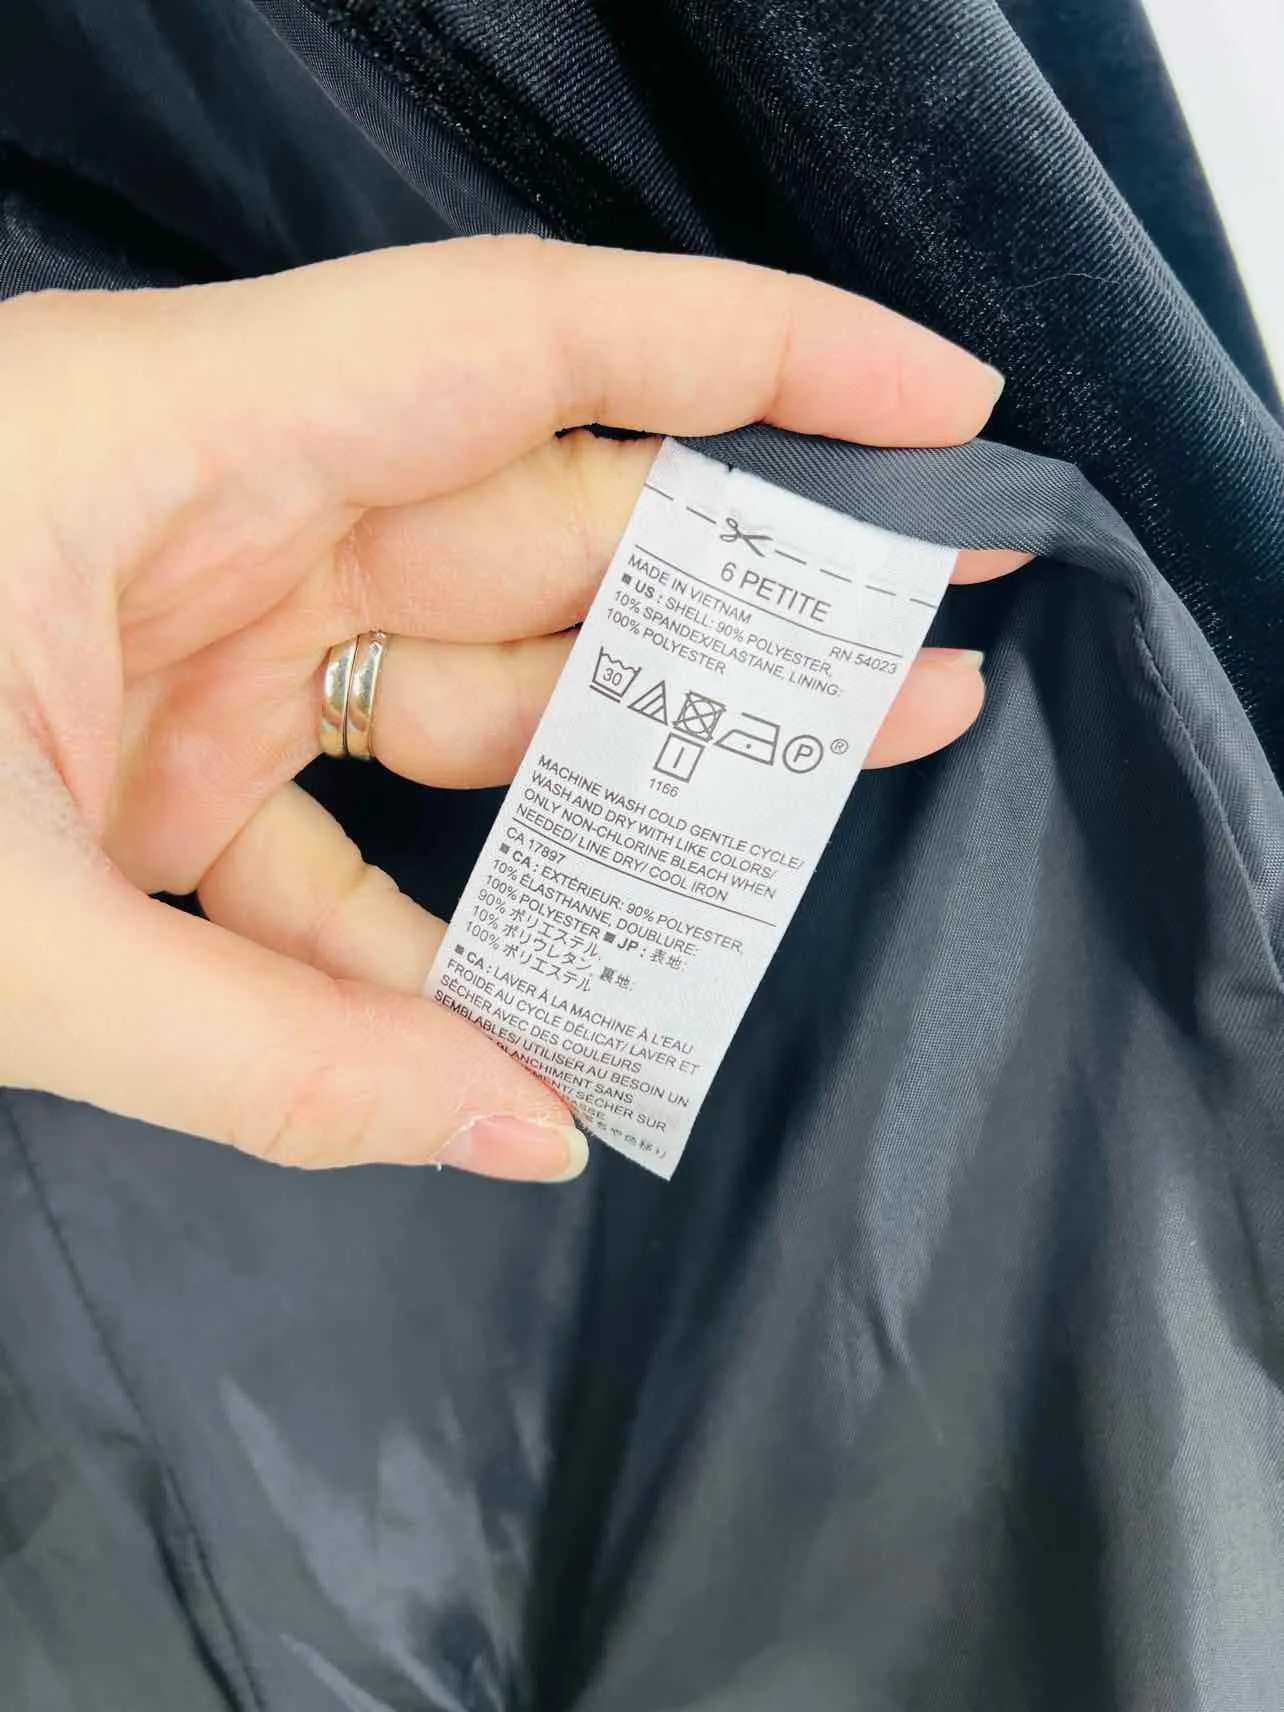 6 PETITE
MADE IN VIETNAM
RN 54023
■ US : SHELL: 90% POLYESTER,
10% SPANDEX/ELASTANE, LINING:
100% POLYESTER
30
P ®
1166
MACHINE WASH COLD GENTLE CYCLE/
WASH AND DRY WITH LIKE COLORS/
ONLY NON-CHLORINE BLEACH WHEN
NEEDED/ LINE DRY/ COOL IRON
CA 17897
■ CA : EXTÉRIEUR: 90% POLYESTER,
10% ÉLASTHANNE, DOUBLURE:
100% POLYESTER ■ JP : 表地:
90% ポリエステル,
10% ポリウレタン, 裏地:
100% ポリエステル
■ CA : LAVER À LA MACHINE À L'EAU
FROIDE AU CYCLE DÉLICAT/ LAVER ET
SÉCHER AVEC DES COULEURS
SEMBLABLES/ UTILISER AU BESOIN UN
BLANCHIMENT SANS
SÉCHER SUR